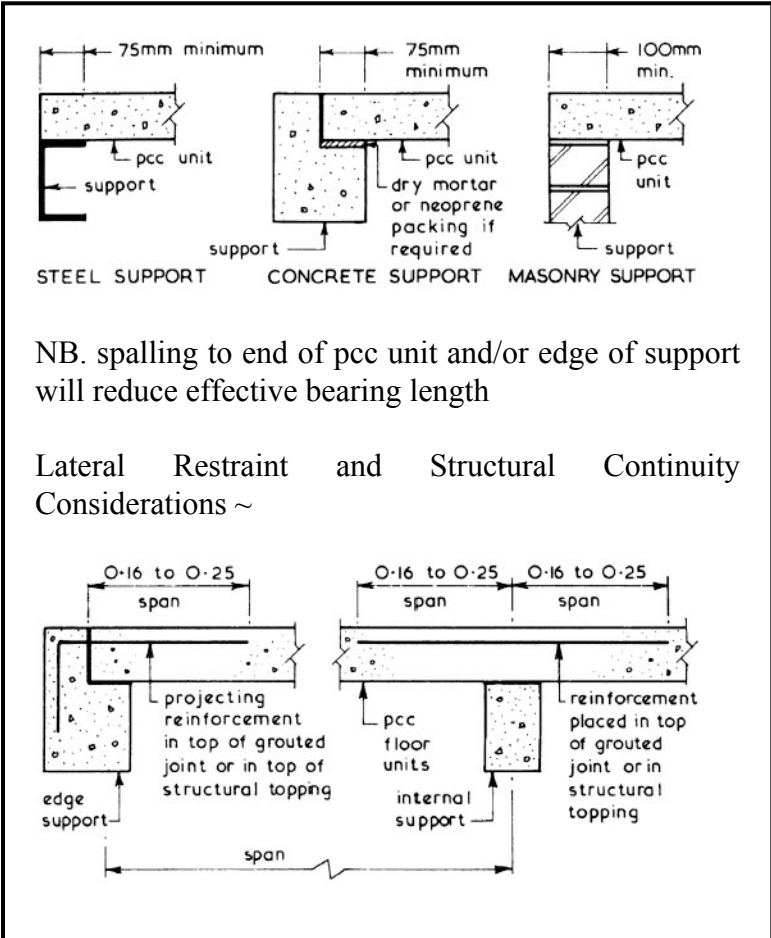 75mm minimum
75mm
minimum
100mm
min.
pcc unit
support
pcc unit
dry mortar
or neoprene
packing if
required
support
pcc
unit
support
STEEL SUPPORT
CONCRETE SUPPORT
MASONRY SUPPORT
NB. spalling to end of pcc unit and/or edge of support
will reduce effective bearing length
Lateral Restraint and Structural Continuity
Considerations ~
0·16 to 0·25
span
0·16 to 0·25
span
0·16 to 0·25
span
projecting
reinforcement
in top of grouted
joint or in top of
structural topping
edge
support
pcc
floor
units
internal
support
reinforcement
placed in top
of grouted
joint or in
structural
topping
span